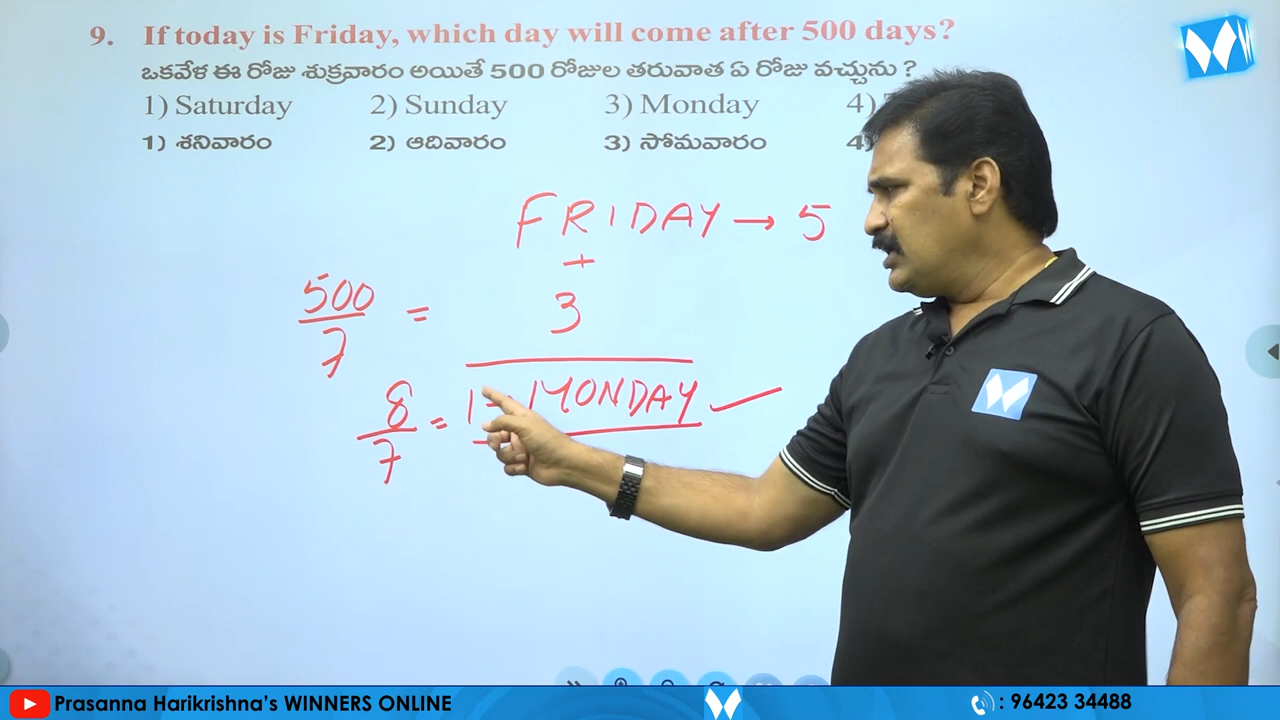 9. If today is Friday, which day will come after 500 days?
ఒకవేళ ఈ రోజు శుక్రవారం అయితే 500 రోజుల తరువాత ఏ రోజు వచ్చును ?
1) Saturday 2) Sunday 3) Monday 4)
1) శనివారం 2) ఆదివారం 3) సోమవారం 4)
FRIDAY → 5
+
500/7 = 3
8/7 = 1 - MONDAY ✓
Prasanna Harikrishna's WINNERS ONLINE
: 96423 34488